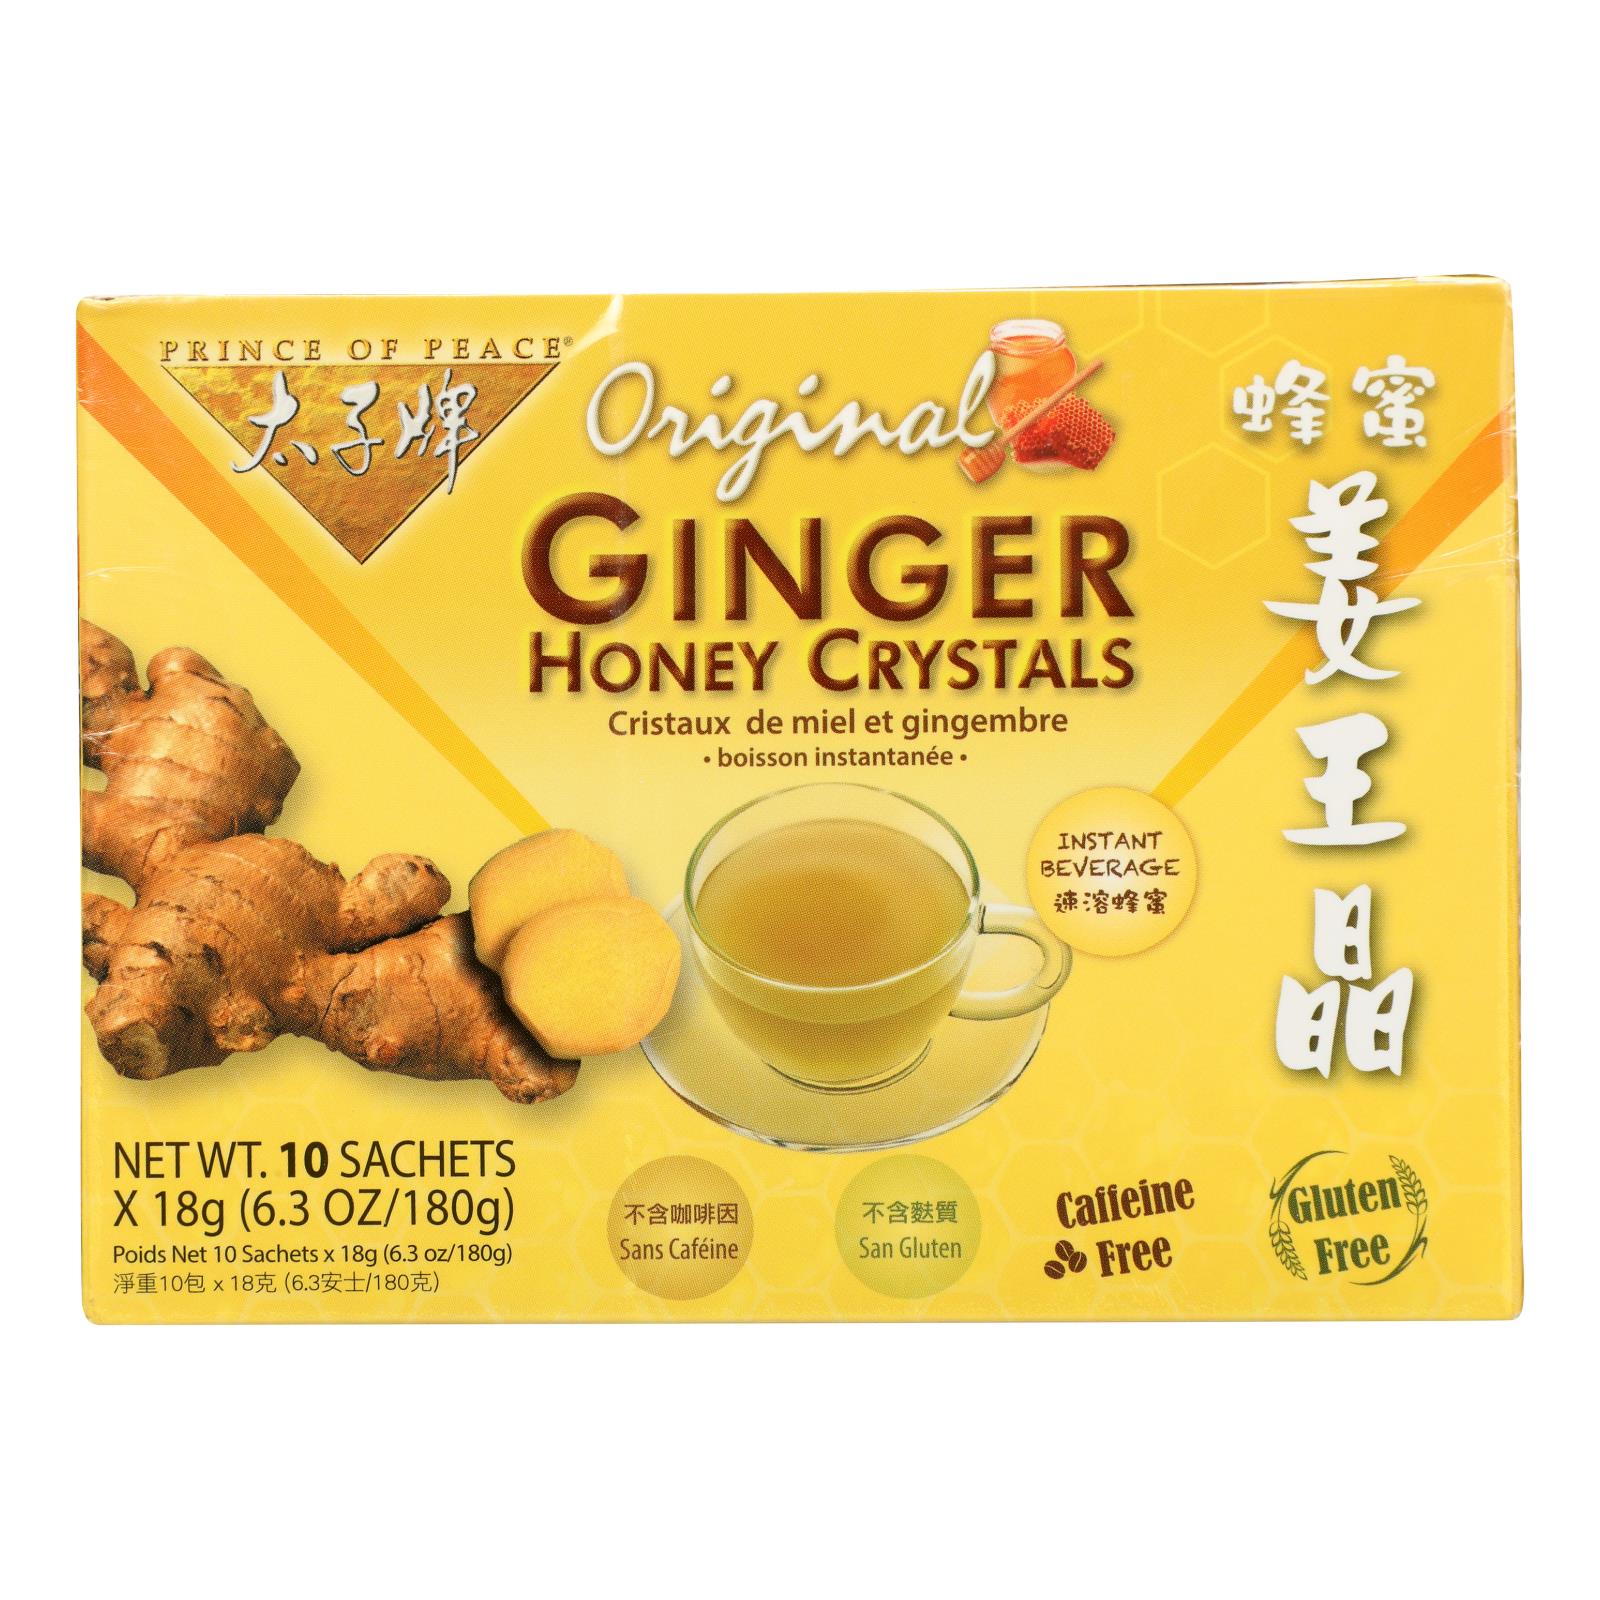 PRINCE OF PEACE®
太子牌
Original
GINGER
HONEY CRYSTALS
Cristaux de miel et gingembre
• boisson instantanée •
蜂蜜
姜
王
晶
INSTANT
BEVERAGE
速溶蜂蜜
NET WT. 10 SACHETS
X 18g (6.3 OZ/180g)
Poids Net 10 Sachets x 18g (6.3 oz/180g)
淨重10包 x 18克 (6.3安士/180克)
不含咖啡因
Sans Caféine
不含麩質
San Gluten
Caffeine
Free
Gluten
Free